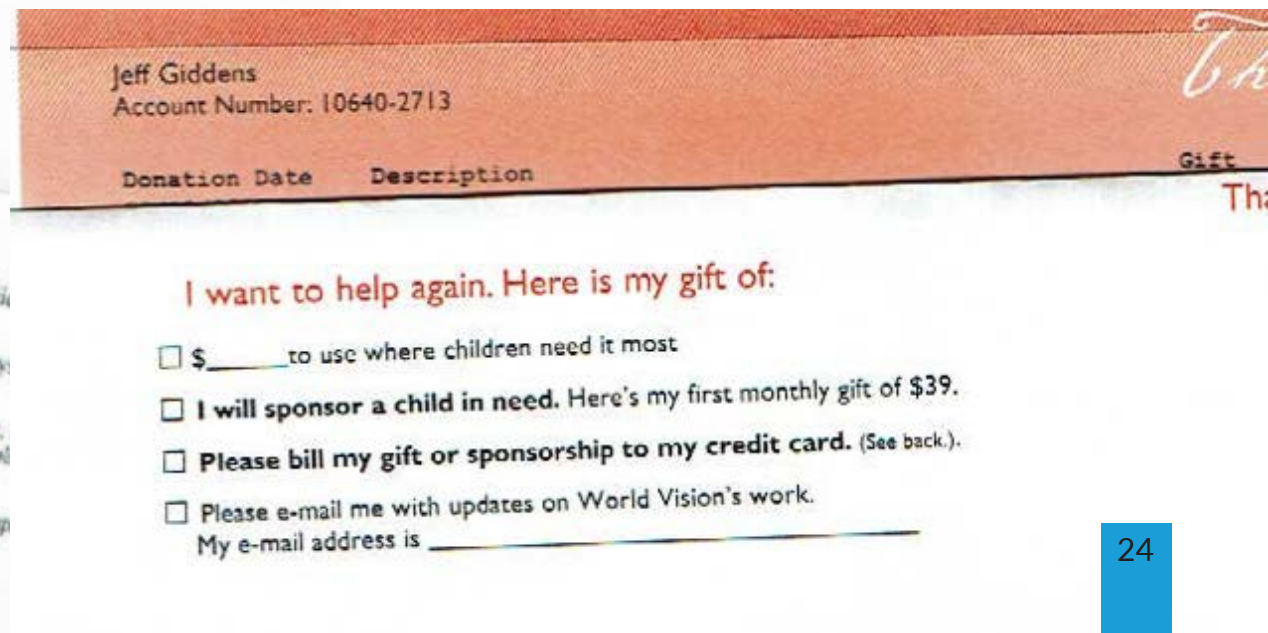 Jeff Giddens
Account Number: 10640-2713
Donation Date Description Gift
I want to help again. Here is my gift of:
☐ $______to use where children need it most
☐ I will sponsor a child in need. Here's my first monthly gift of $39.
☐ Please bill my gift or sponsorship to my credit card. (See back.).
☐ Please e-mail me with updates on World Vision's work.
My e-mail address is ____________________
24